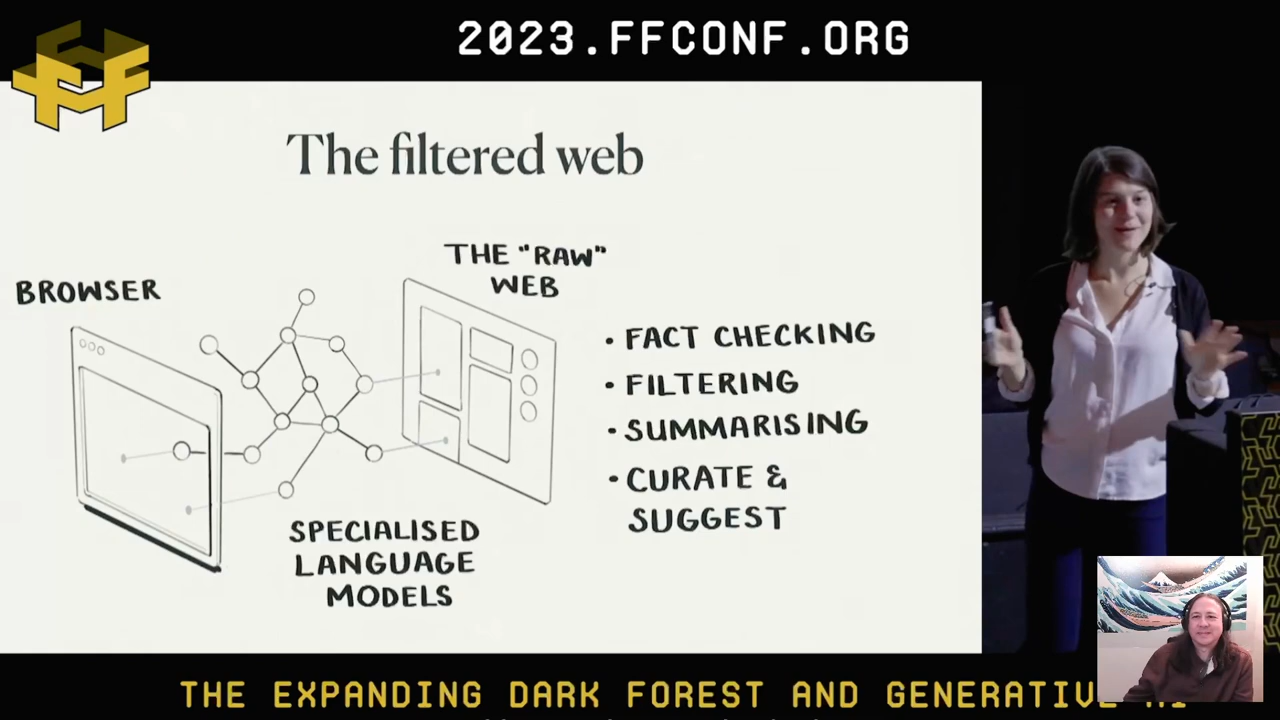 2023.FFCONF.ORG
The filtered web
BROWSER
THE "RAW"
WEB
• FACT CHECKING
• FILTERING
• SUMMARISING
• CURATE &
SUGGEST
SPECIALISED
LANGUAGE
MODELS
THE EXPANDING DARK FOREST AND GENERATIVE AI